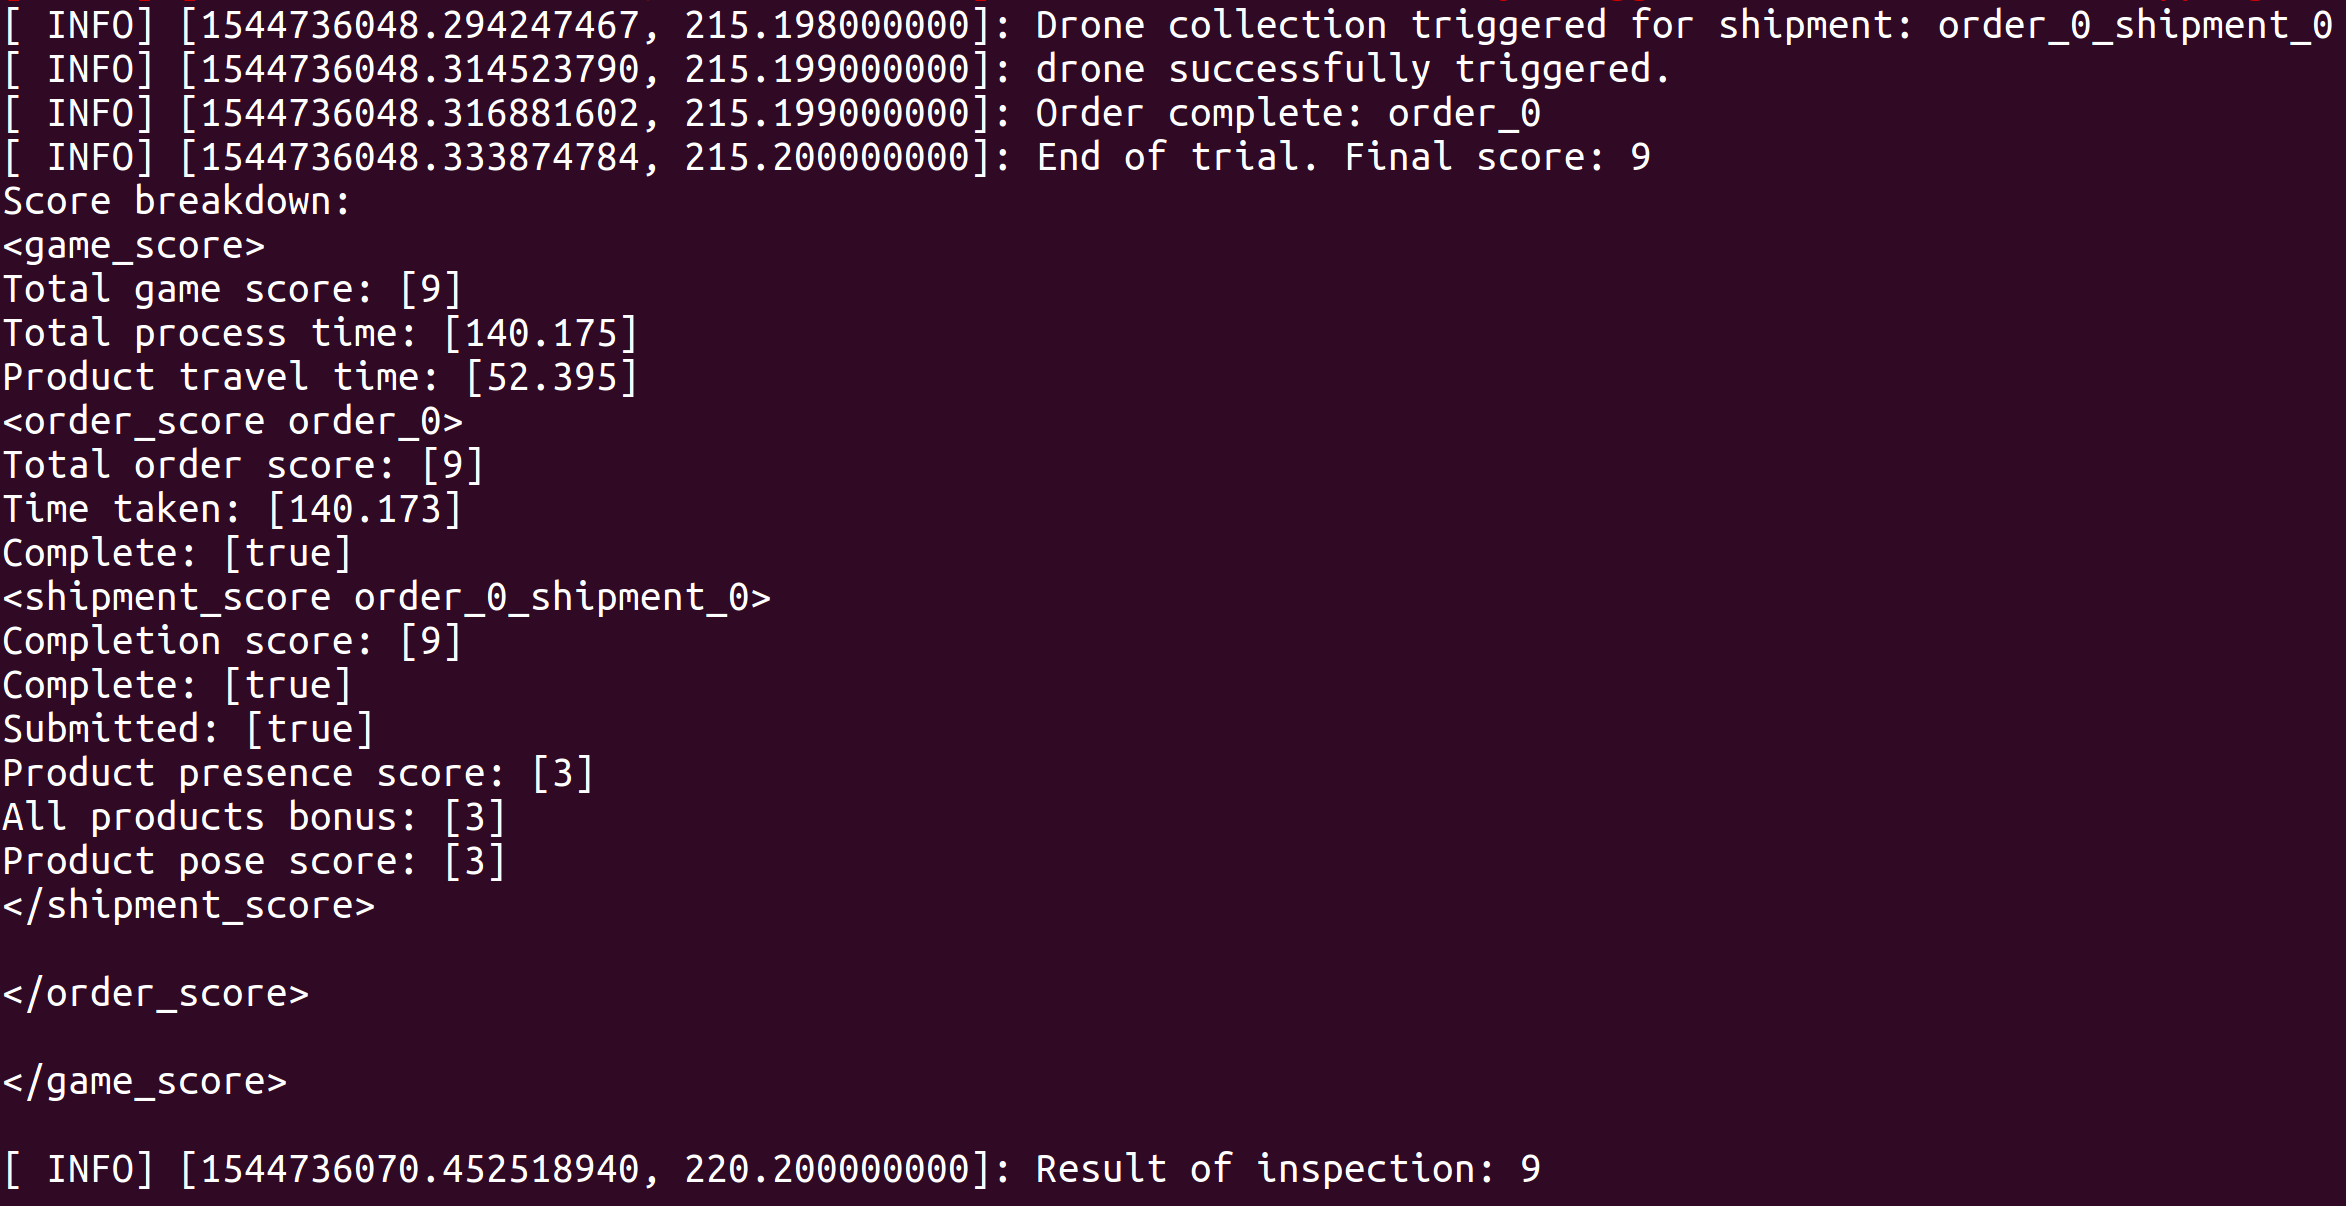 [ INFO] [1544736048.294247467, 215.198000000]: Drone collection triggered for shipment: order_0_shipment_0
[ INFO] [1544736048.314523790, 215.199000000]: drone successfully triggered.
[ INFO] [1544736048.316881602, 215.199000000]: Order complete: order_0
[ INFO] [1544736048.333874784, 215.200000000]: End of trial. Final score: 9
Score breakdown:
<game_score>
Total game score: [9]
Total process time: [140.175]
Product travel time: [52.395]
<order_score order_0>
Total order score: [9]
Time taken: [140.173]
Complete: [true]
<shipment_score order_0_shipment_0>
Completion score: [9]
Complete: [true]
Submitted: [true]
Product presence score: [3]
All products bonus: [3]
Product pose score: [3]
</shipment_score>
</order_score>
</game_score>
[ INFO] [1544736070.452518940, 220.200000000]: Result of inspection: 9